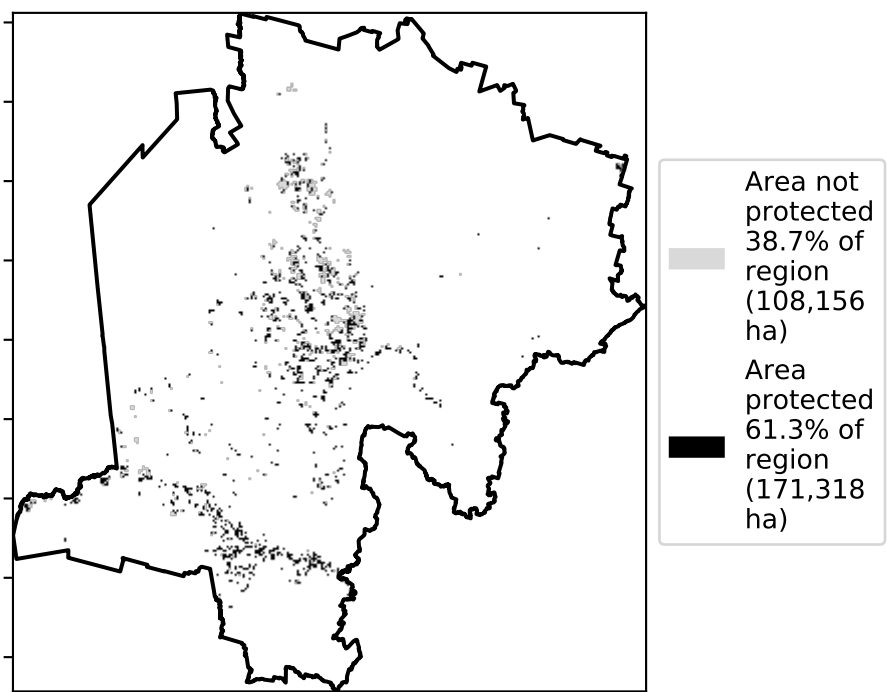 Area not
protected
38.7% of
region
(108,156
ha)
Area
protected
61.3% of
region
(171,318
ha)